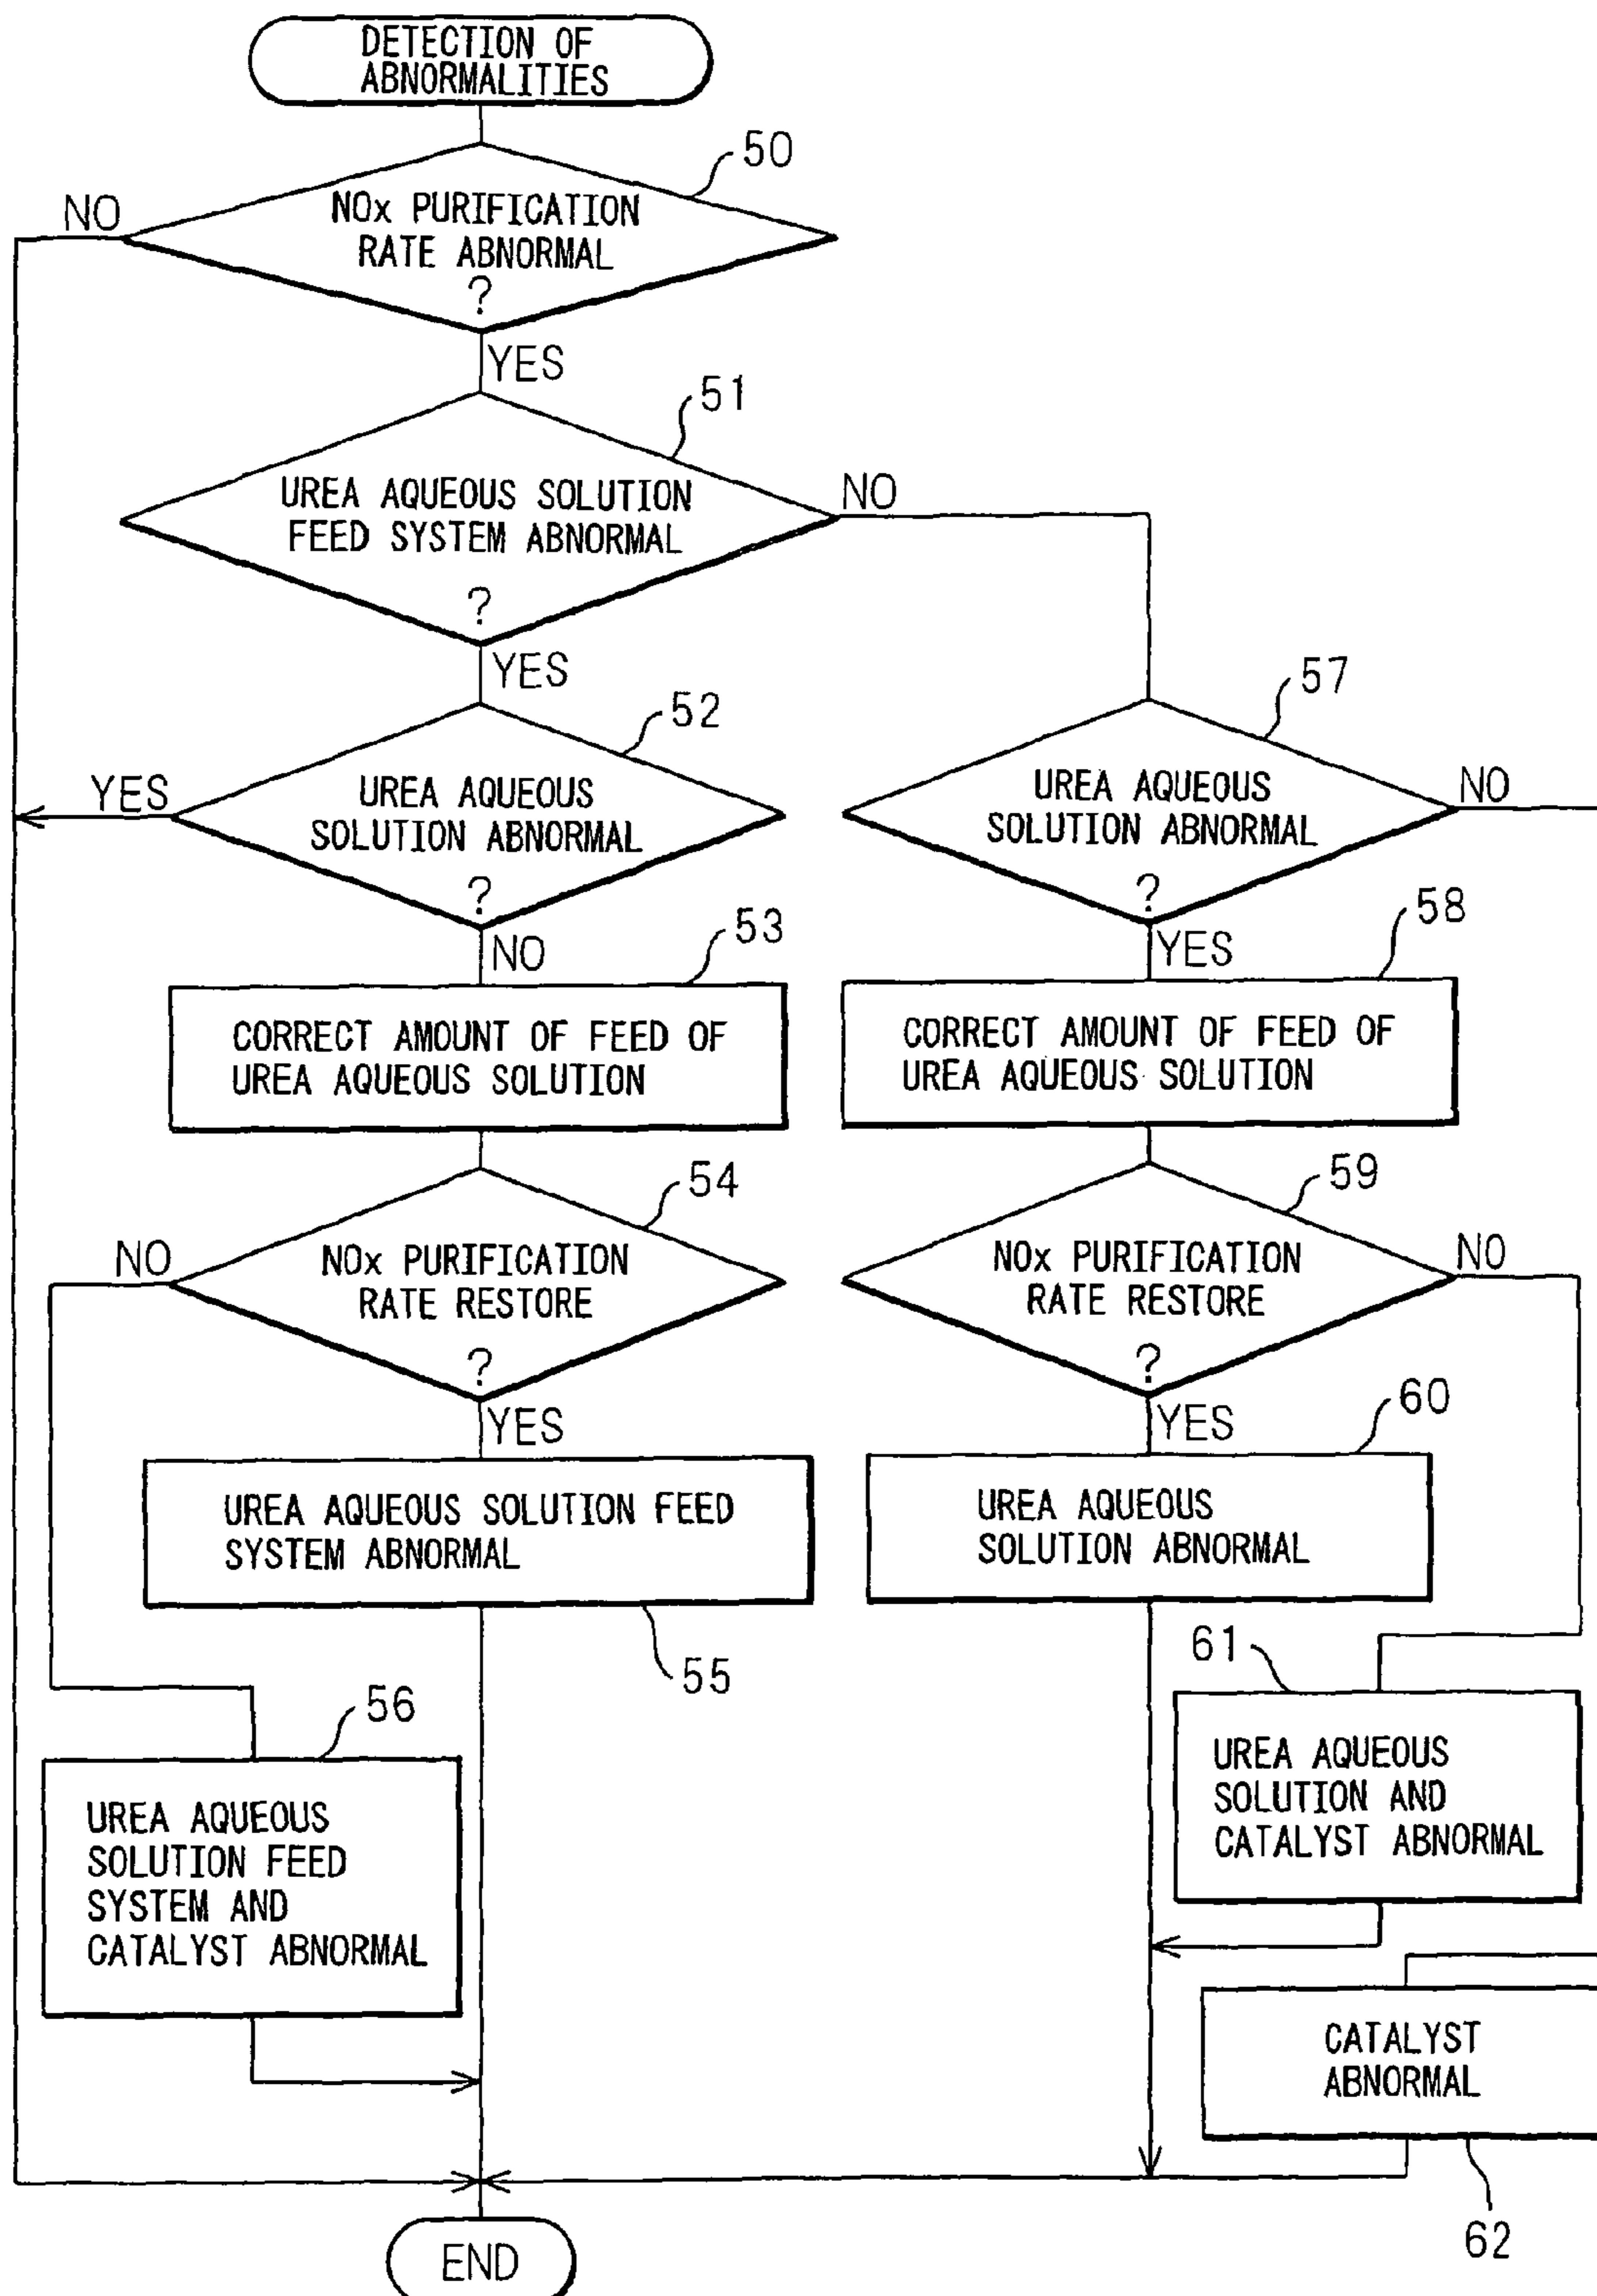 DETECTION OF
ABNORMALITIES
50
NO
NOx PURIFICATION
RATE ABNORMAL
?
YES
51
UREA AQUEOUS SOLUTION
FEED SYSTEM ABNORMAL
?
NO
YES
52
YES
UREA AQUEOUS
SOLUTION ABNORMAL
?
NO
57
UREA AQUEOUS
SOLUTION ABNORMAL
?
NO
YES
53
CORRECT AMOUNT OF FEED OF
UREA AQUEOUS SOLUTION
58
CORRECT AMOUNT OF FEED OF
UREA AQUEOUS SOLUTION
54
NO
NOx PURIFICATION
RATE RESTORE
?
YES
59
NOx PURIFICATION
RATE RESTORE
?
NO
YES
UREA AQUEOUS SOLUTION FEED
SYSTEM ABNORMAL
55
60
UREA AQUEOUS
SOLUTION ABNORMAL
56
UREA AQUEOUS
SOLUTION FEED
SYSTEM AND
CATALYST ABNORMAL
61
UREA AQUEOUS
SOLUTION AND
CATALYST ABNORMAL
CATALYST
ABNORMAL
62
END